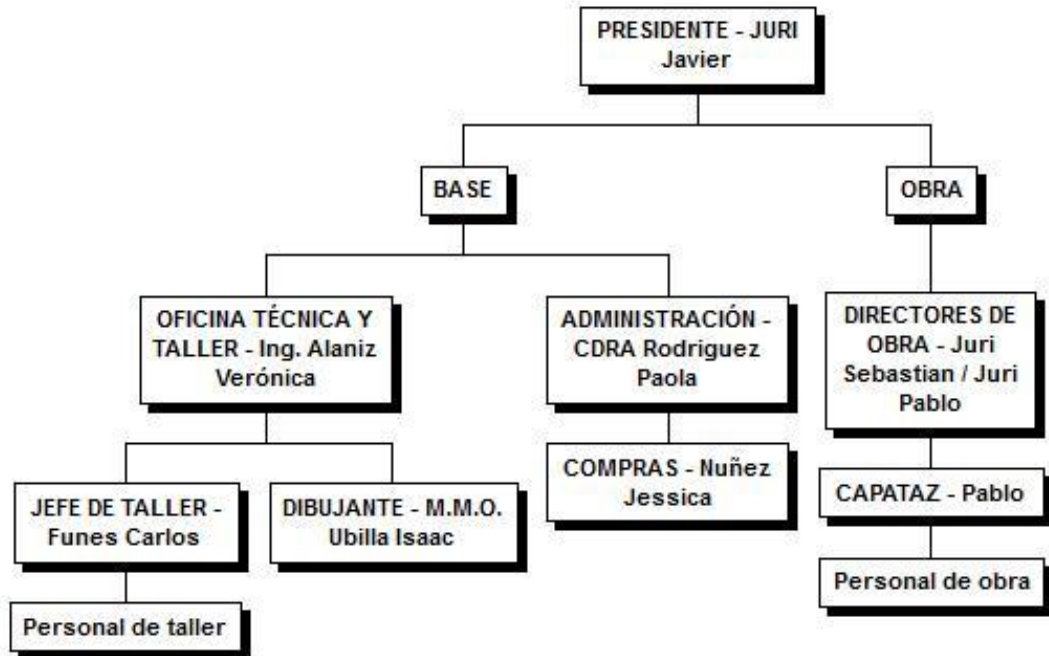 PRESIDENTE - JURI
Javier
BASE
OBRA
OFICINA TÉCNICA Y
TALLER - Ing. Alaniz
Verónica
ADMINISTRACIÓN -
CDRA Rodriguez
Paola
DIRECTORES DE
OBRA - Juri
Sebastian / Juri
Pablo
JEFE DE TALLER -
Funes Carlos
DIBUJANTE - M.M.O.
Ubilla Isaac
COMPRAS - Nuñez
Jessica
CAPATAZ - Pablo
Personal de taller
Personal de obra